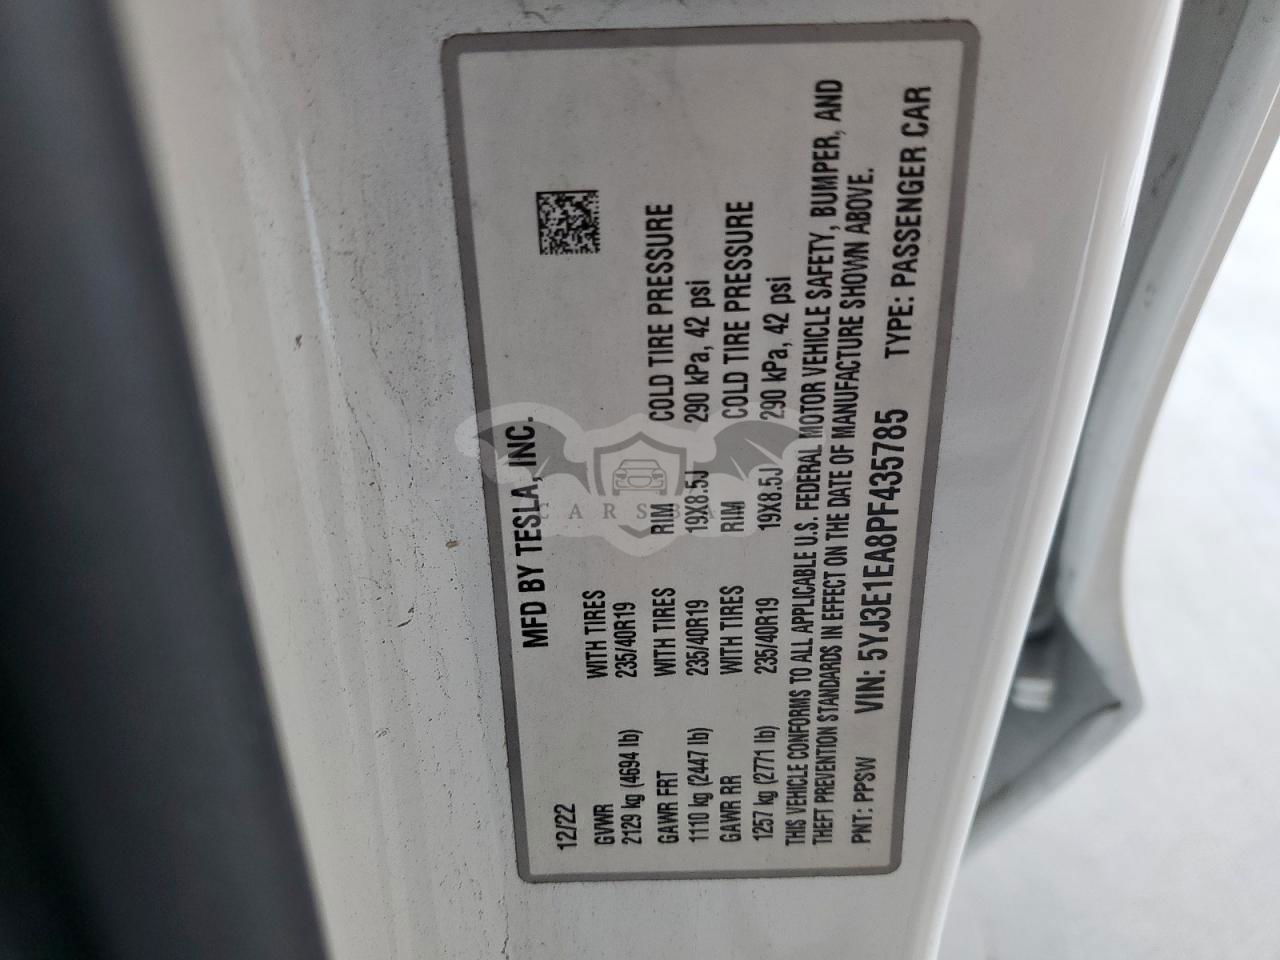 MFD BY TESLA, INC.
12/22
GVWR WITH TIRES
2129 kg (4694 lb) 235/40R19
GAWR FRT WITH TIRES RIM COLD TIRE PRESSURE
1110 kg (2447 lb) 235/40R19 19X8.5J 290 kPa, 42 psi
GAWR RR WITH TIRES RIM COLD TIRE PRESSURE
1257 kg (2771 lb) 235/40R19 19X8.5J 290 kPa, 42 psi
THIS VEHICLE CONFORMS TO ALL APPLICABLE U.S. FEDERAL MOTOR VEHICLE SAFETY, BUMPER, AND
THEFT PREVENTION STANDARDS IN EFFECT ON THE DATE OF MANUFACTURE SHOWN ABOVE.
PNT: PPSW VIN: 5YJ3E1EA8PF435785 TYPE: PASSENGER CAR